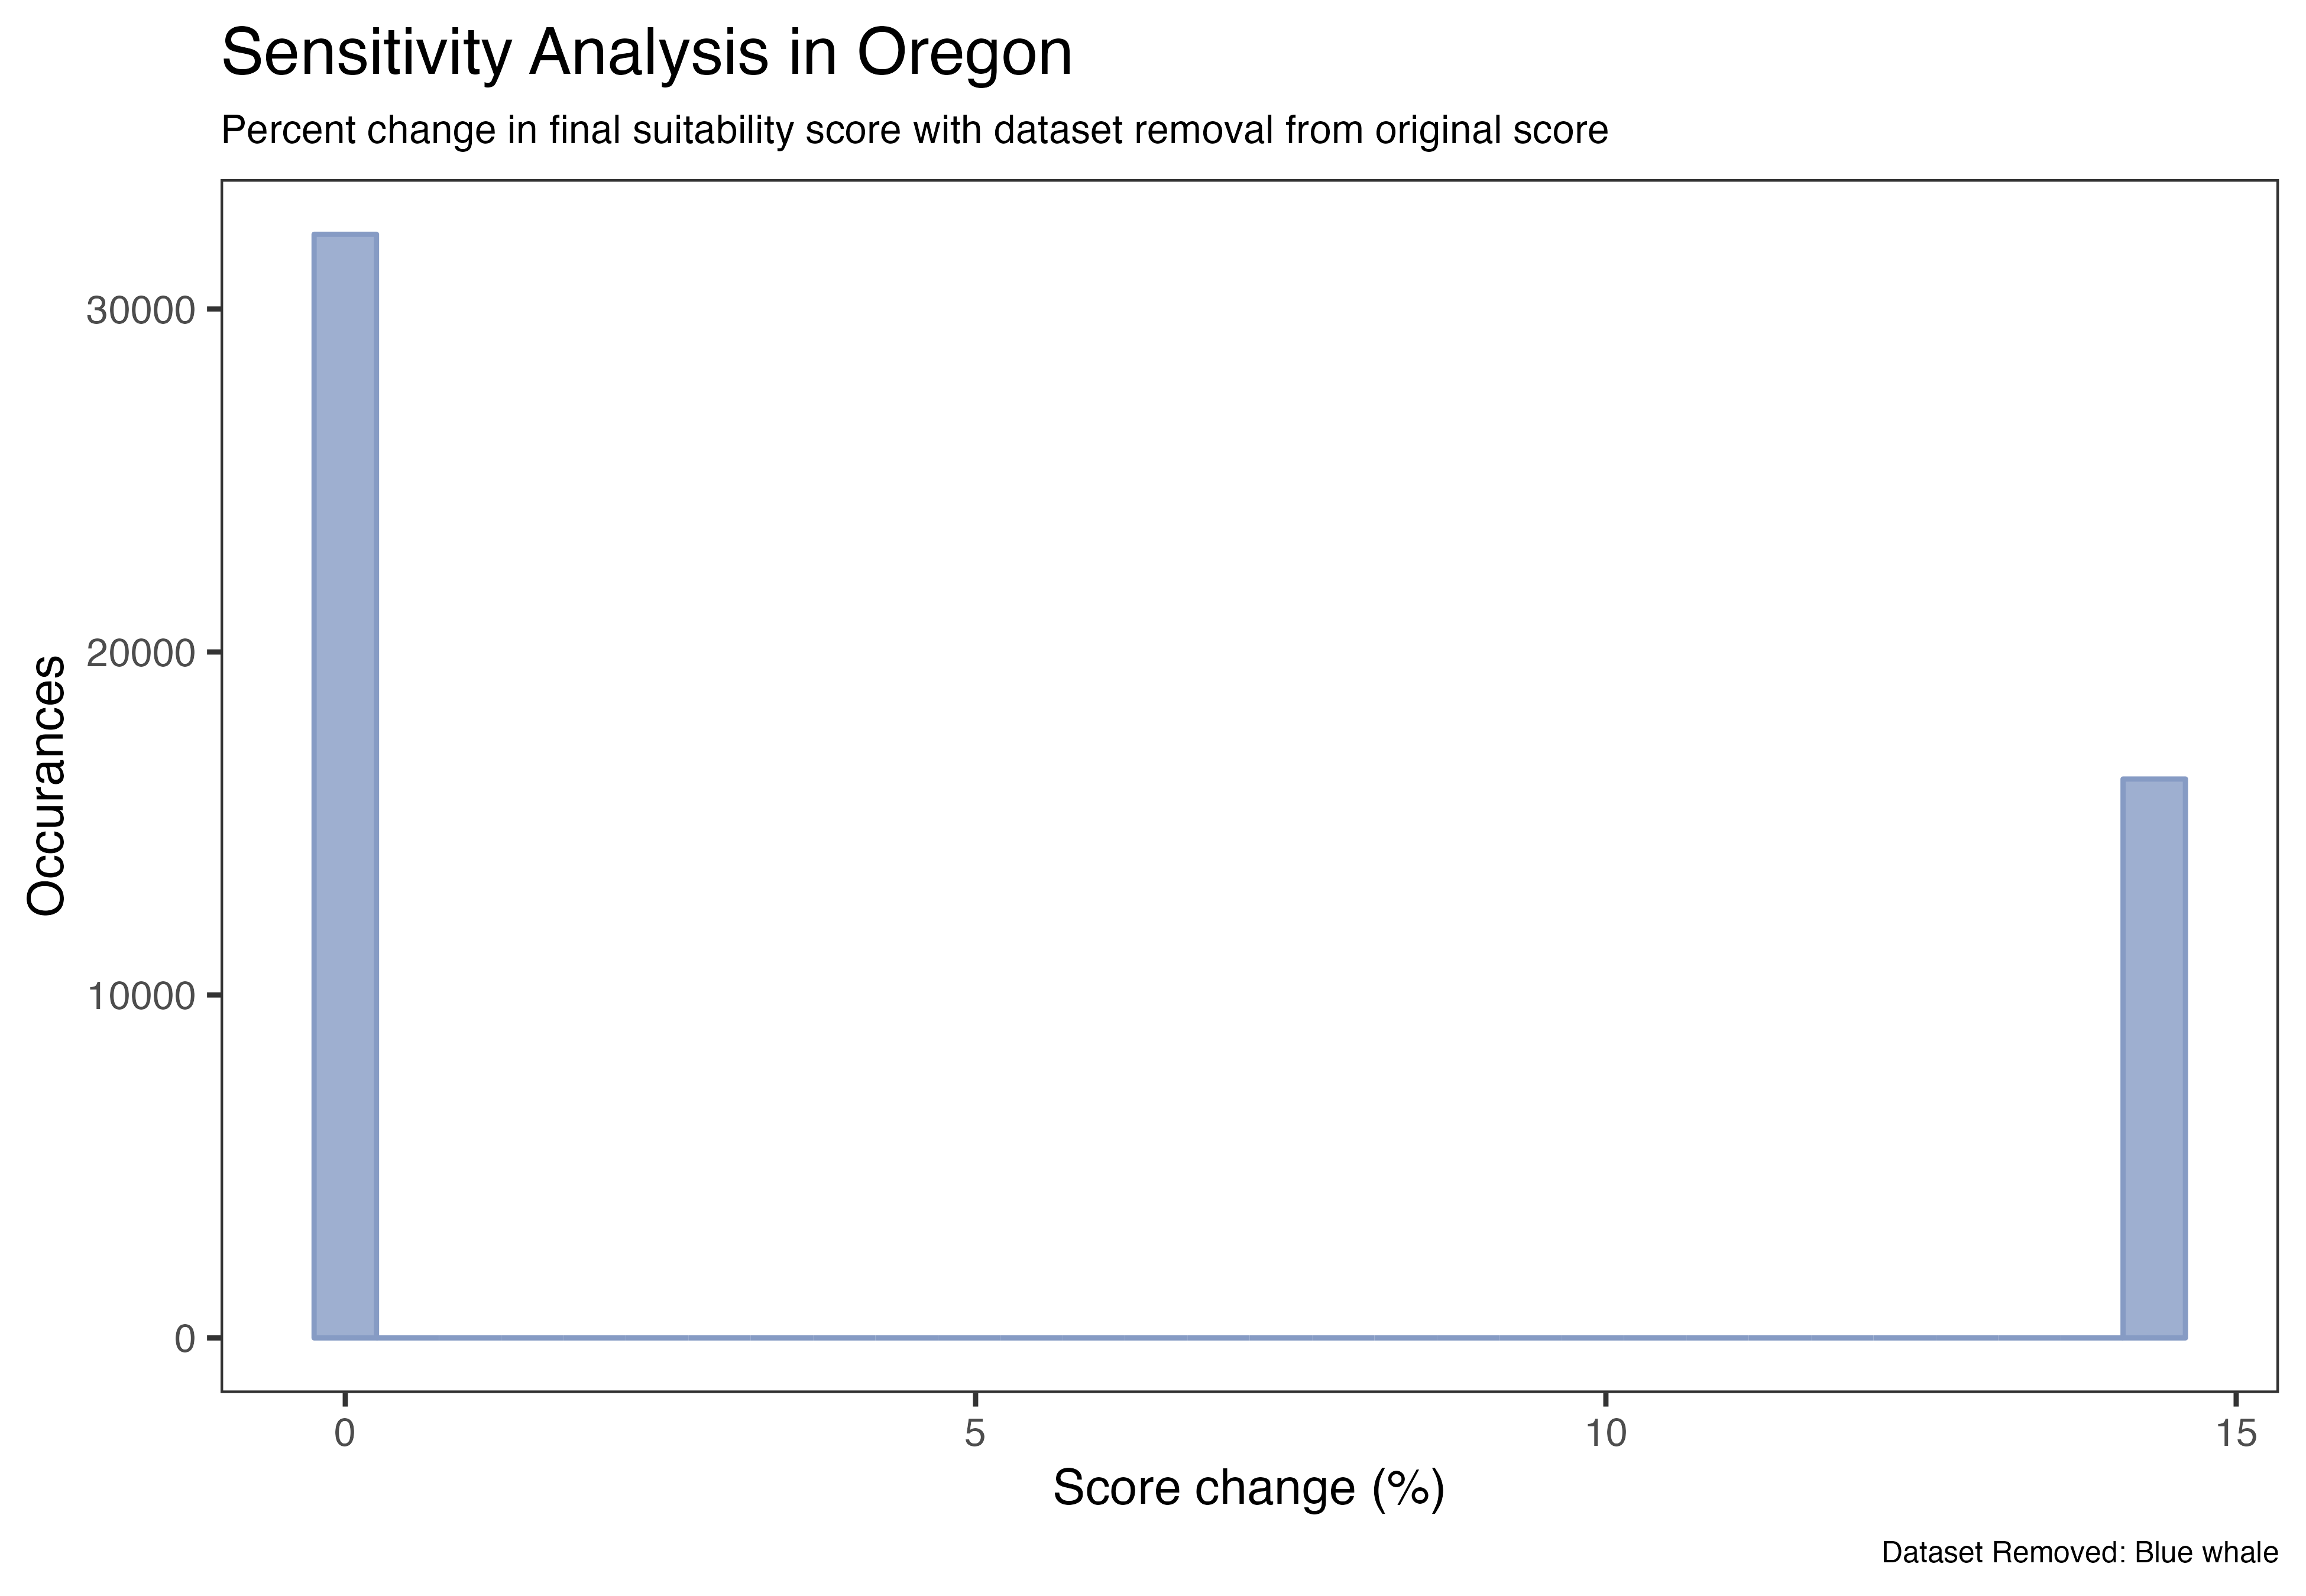 Sensitivity Analysis in Oregon
Percent change in final suitability score with dataset removal from original score
Occurances
30000
20000
10000
0
0 5 10 15
Score change (%)
Dataset Removed: Blue whale